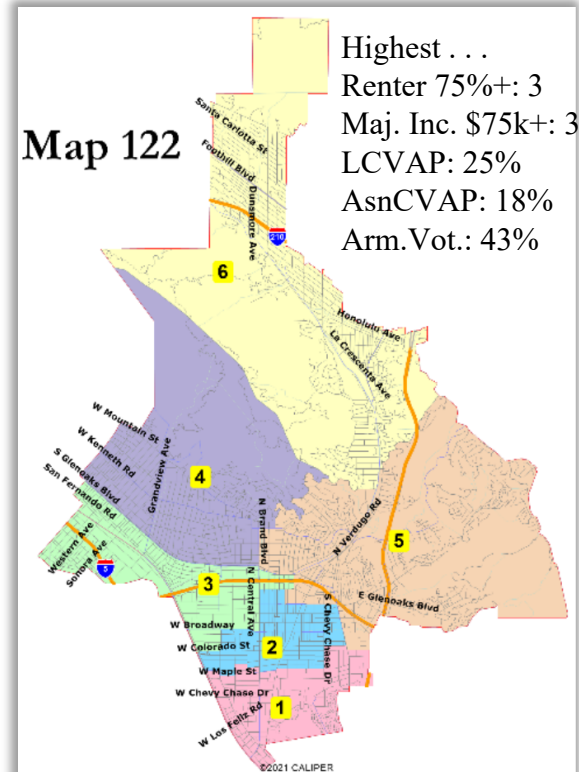 Highest . . .
Renter 75%+: 3
Maj. Inc. $75k+: 3
LCVAP: 25%
AsnCVAP: 18%
Arm.Vot.: 43%
Map 122
Santa Carlotta St
Foothill Blvd
Dunsmore Ave
210
6
Honolulu Ave
La Crescenta Ave
W Mountain St
W Kenneth Rd
S Glenoaks Blvd
San Fernando Rd
Grandview Ave
4
N Brand Blvd
N Verdugo Rd
5
Western Ave
Sonora Ave
5
3
N Central Ave
S Chevy Chase Dr
E Glenoaks Blvd
W Broadway
W Colorado St
2
W Maple St
W Chevy Chase Dr
1
W Los Feliz Rd
©2021 CALIPER